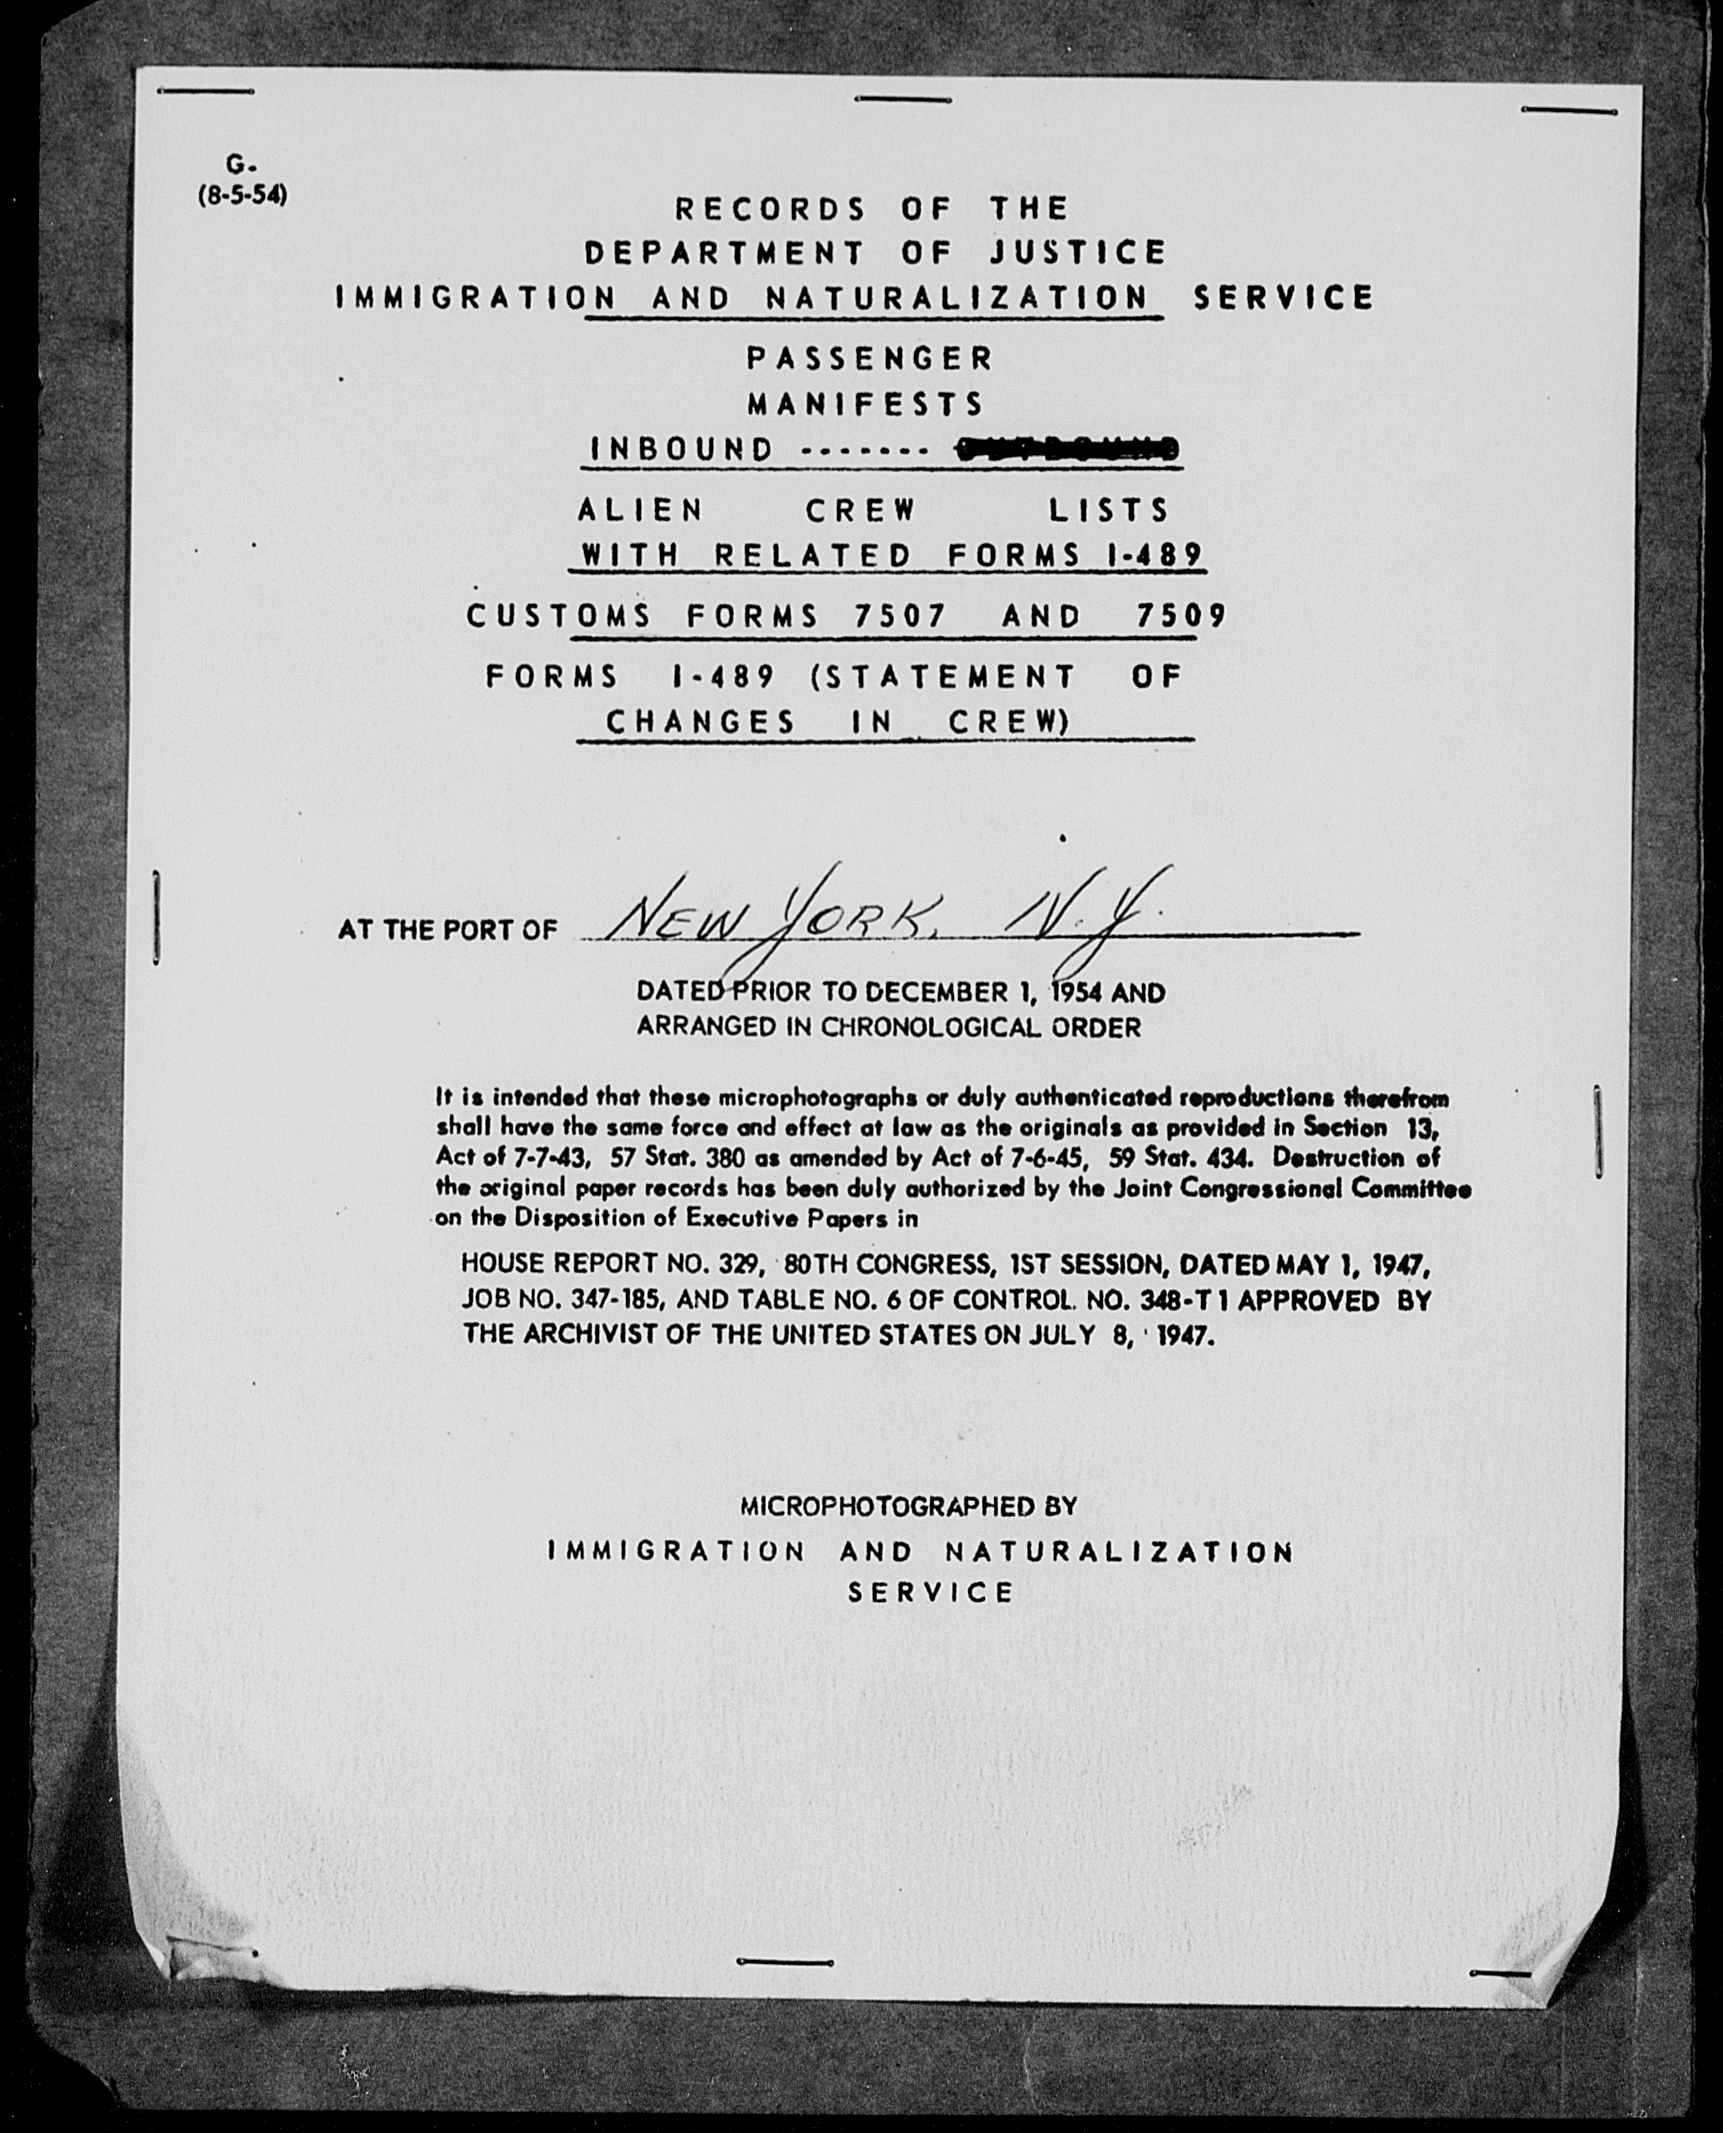 G.
(8-5-54)
RECORDS OF THE
DEPARTMENT OF JUSTICE
IMMIGRATION AND NATURALIZATION SERVICE
PASSENGER
MANIFESTS
INBOUND -------
ALIEN CREW LISTS
WITH RELATED FORMS I-489
CUSTOMS FORMS 7507 AND 7509
FORMS I-489 (STATEMENT OF
CHANGES IN CREW)
AT THE PORT OF NEW YORK, N.Y.
DATED PRIOR TO DECEMBER 1, 1954 AND
ARRANGED IN CHRONOLOGICAL ORDER
It is intended that these microphotographs or duly authenticated reproductions therefrom
shall have the same force and effect at law as the originals as provided in Section 13,
Act of 7-7-43, 57 Stat. 380 as amended by Act of 7-6-45, 59 Stat. 434. Destruction of
the original paper records has been duly authorized by the Joint Congressional Committee
on the Disposition of Executive Papers in
HOUSE REPORT NO. 329, 80TH CONGRESS, 1ST SESSION, DATED MAY 1, 1947,
JOB NO. 347-185, AND TABLE NO. 6 OF CONTROL NO. 348-T1 APPROVED BY
THE ARCHIVIST OF THE UNITED STATES ON JULY 8, 1947.
MICROPHOTOGRAPHED BY
IMMIGRATION AND NATURALIZATION
SERVICE